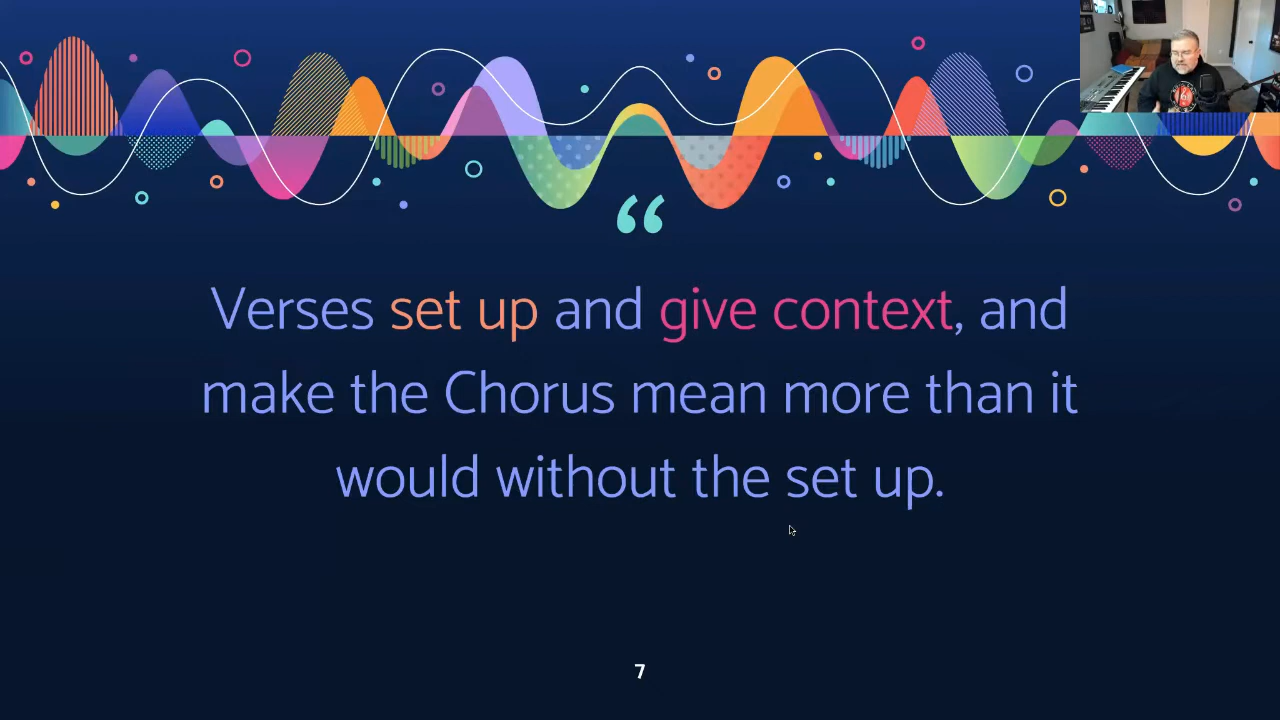 “
Verses set up and give context, and
make the Chorus mean more than it
would without the set up.
7